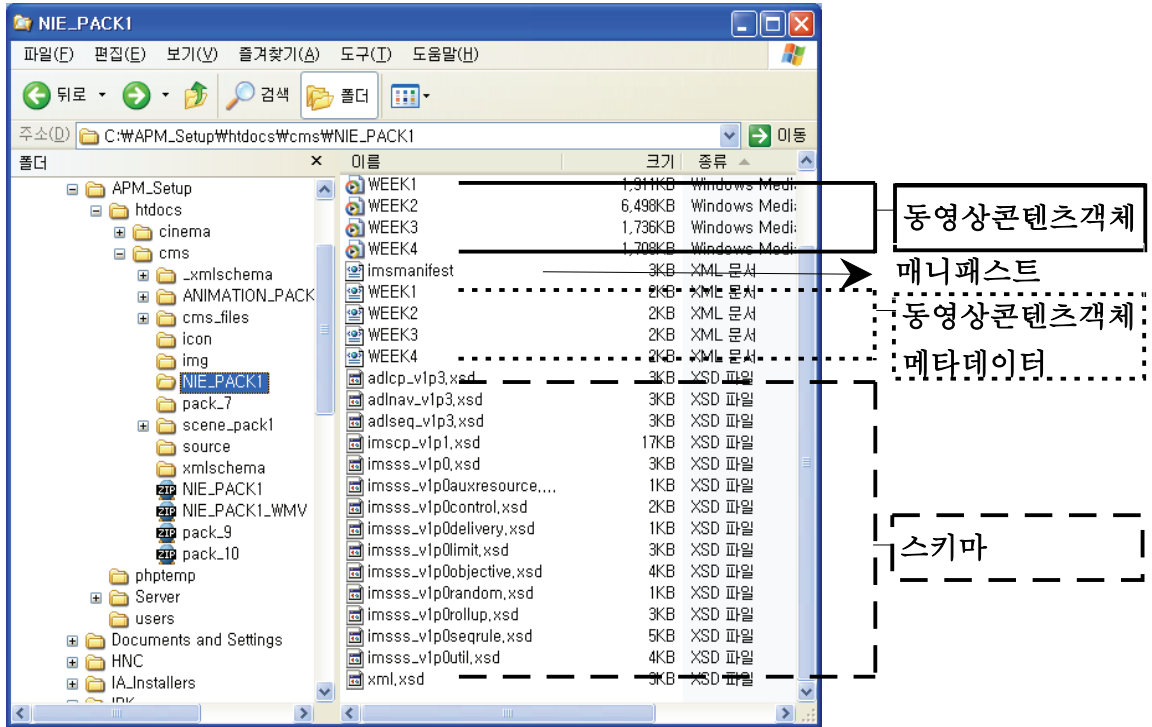 NIE_PACK1
파일(F) 편집(E) 보기(V) 즐겨찾기(A) 도구(T) 도움말(H)
뒤로 검색 폴더
주소(D) C:₩APM_Setup₩htdocs₩cms₩NIE_PACK1 이동
폴더 x
APM_Setup
htdocs
cinema
cms
_xmlschema
ANIMATION_PACK
cms_files
icon
img
NIE_PACK1
pack_7
scene_pack1
source
xmlschema
ZIP NIE_PACK1
ZIP NIE_PACK1_WMV
ZIP pack_9
ZIP pack_10
phptemp
Server
users
Documents and Settings
HNC
IA_Installers
이름 크기 종류
WEEK1 1,311KB Windows Medi
WEEK2 6,498KB Windows Medi
WEEK3 1,736KB Windows Medi
WEEK4 1,708KB Windows Medi
imsmanifest 3KB XML 문서
WEEK1 2KB XML 문서
WEEK2 2KB XML 문서
WEEK3 2KB XML 문서
WEEK4 2KB XML 문서
adlcp_v1p3.xsd 3KB XSD 파일
adlnav_v1p3.xsd 3KB XSD 파일
adlseq_v1p3.xsd 3KB XSD 파일
imscp_v1p1.xsd 17KB XSD 파일
imsss_v1p0.xsd 3KB XSD 파일
imsss_v1p0auxresource.... 1KB XSD 파일
imsss_v1p0control.xsd 2KB XSD 파일
imsss_v1p0delivery.xsd 1KB XSD 파일
imsss_v1p0limit.xsd 3KB XSD 파일
imsss_v1p0objective.xsd 4KB XSD 파일
imsss_v1p0random.xsd 1KB XSD 파일
imsss_v1p0rollup.xsd 3KB XSD 파일
imsss_v1p0seqrule.xsd 5KB XSD 파일
imsss_v1p0util.xsd 4KB XSD 파일
xml.xsd 9KB XSD 파일
동영상콘텐츠객체
매니패스트
동영상콘텐츠객체
메타데이터
스키마